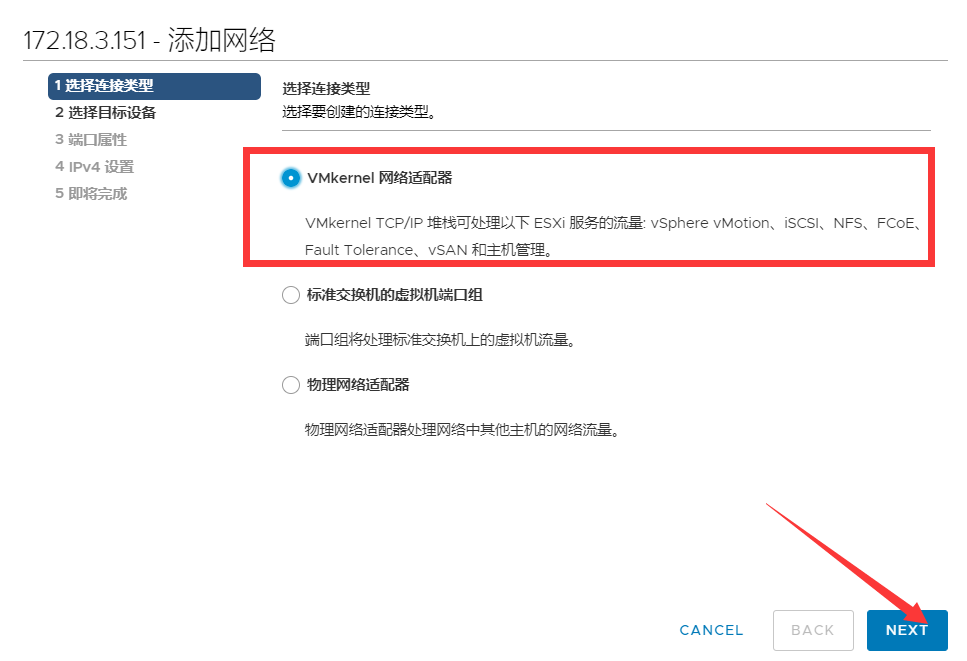 172.18.3.151 - 添加网络
1 选择连接类型
2 选择目标设备
3 端口属性
4 IPv4 设置
5 即将完成
选择连接类型
选择要创建的连接类型。
VMkernel 网络适配器
VMkernel TCP/IP 堆栈可处理以下 ESXi 服务的流量: vSphere vMotion、iSCSI、NFS、FCoE、
Fault Tolerance、vSAN 和主机管理。
标准交换机的虚拟机端口组
端口组将处理标准交换机上的虚拟机流量。
物理网络适配器
物理网络适配器处理网络中其他主机的网络流量。
CANCEL BACK NEXT